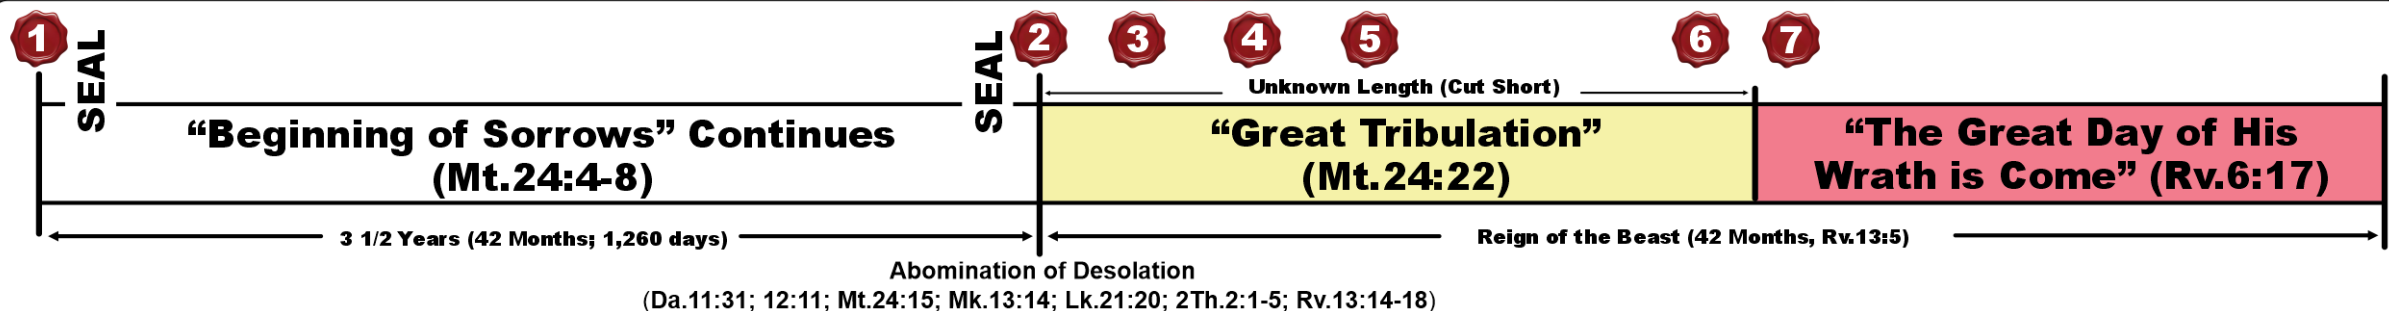 1 SEAL SEAL 2 3 4 5 6 7
Unknown Length (Cut Short)
“Beginning of Sorrows” Continues
(Mt.24:4-8)
“Great Tribulation”
(Mt.24:22)
“The Great Day of His
Wrath is Come” (Rv.6:17)
3 1/2 Years (42 Months; 1,260 days)
Reign of the Beast (42 Months, Rv.13:5)
Abomination of Desolation
(Da.11:31; 12:11; Mt.24:15; Mk.13:14; Lk.21:20; 2Th.2:1-5; Rv.13:14-18)